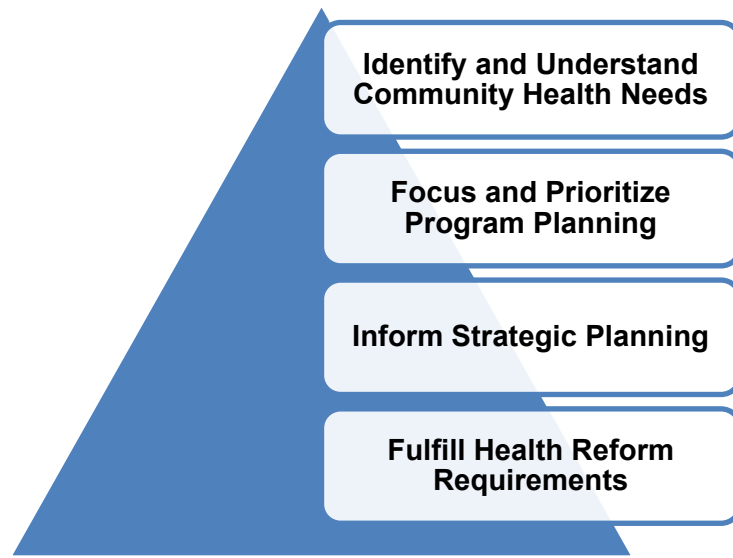 Identify and Understand
Community Health Needs
Focus and Prioritize
Program Planning
Inform Strategic Planning
Fulfill Health Reform
Requirements